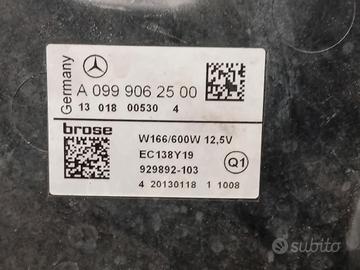 Germany
A 099 906 25 00
13 018 00530 4
brose
W166/600W 12,5V
EC138Y19
929892-103
Q1
4 20130118 1 1008
subito